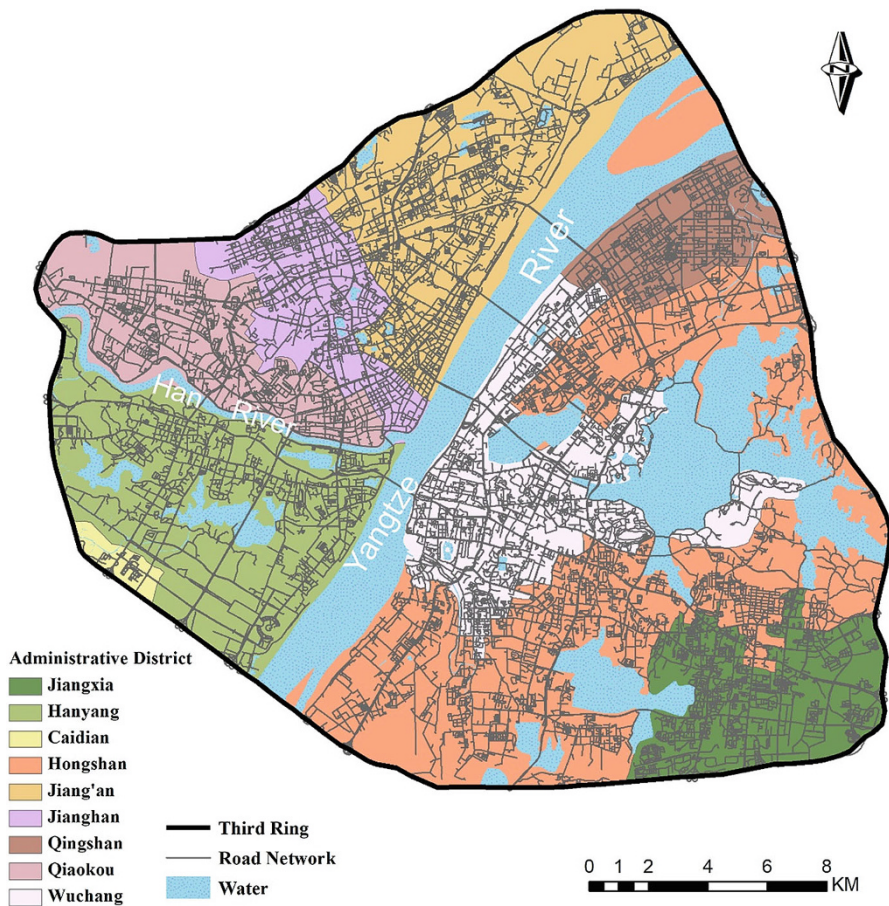 N
River
Han River
Yangtze
Administrative District
Jiangxia
Hanyang
Caidian
Hongshan
Jiang'an
Jianghan
Qingshan
Qiaokou
Wuchang
Third Ring
Road Network
Water
0 1 2 4 6 8
KM